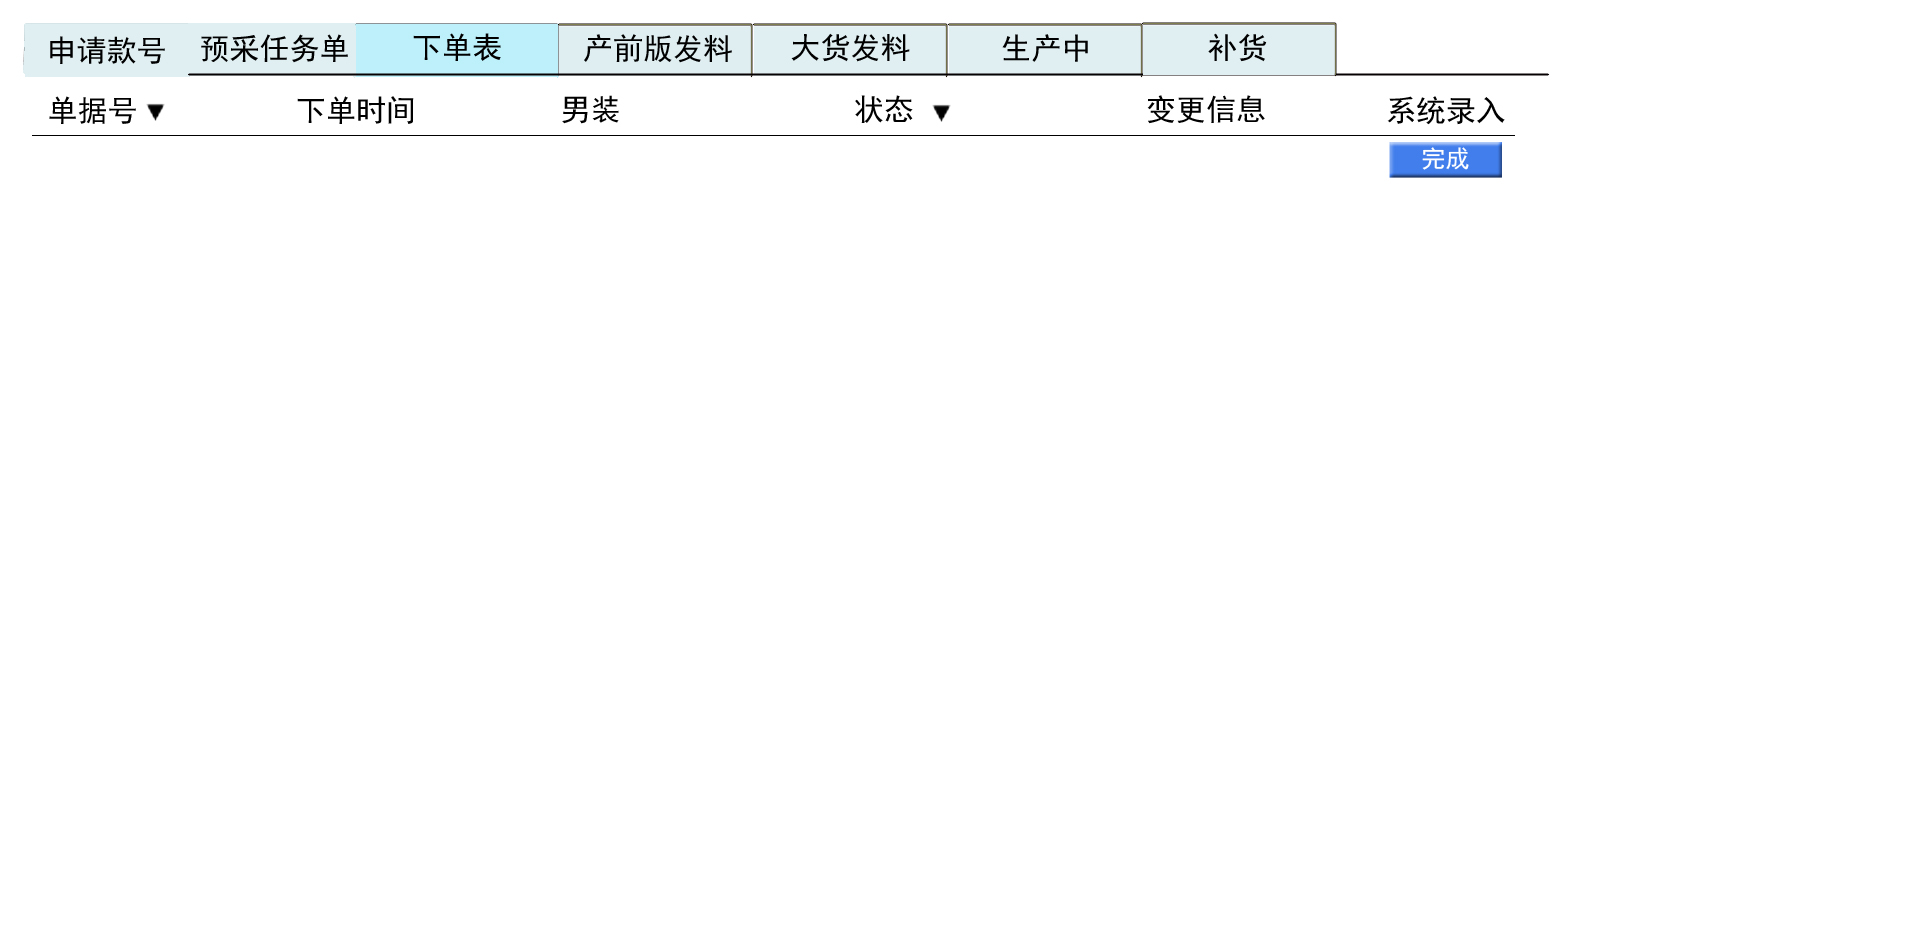 申请款号 预采任务单 下单表 产前版发料 大货发料 生产中 补货
单据号 ▼ 下单时间 男装 状态 ▼ 变更信息 系统录入
完成